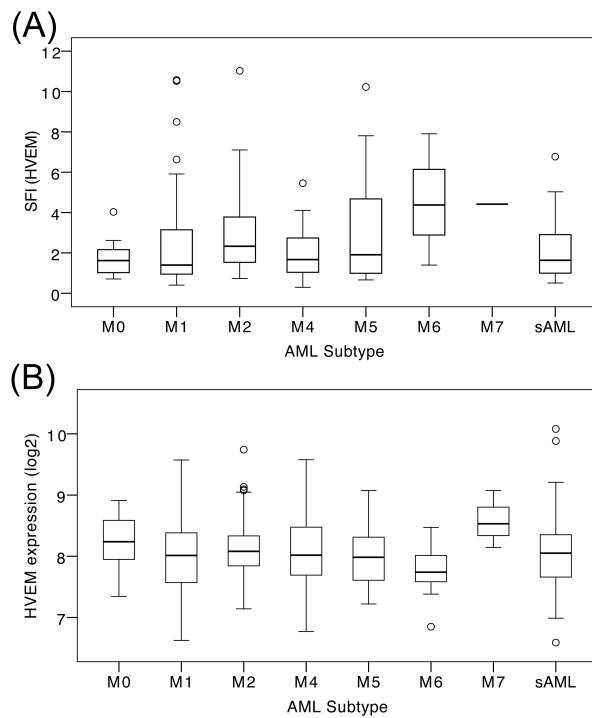 (A)
12
10
8
6
4
2
0
SFI (HVEM)
M0 M1 M2 M4 M5 M6 M7 sAML
AML Subtype
(B)
10
9
8
7
HVEM expression (log2)
M0 M1 M2 M4 M5 M6 M7 sAML
AML Subtype